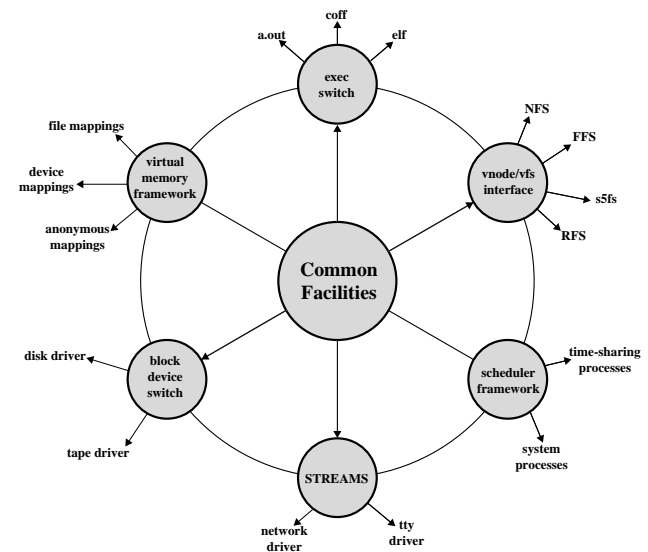 coff
a.out
elf
exec
switch
file mappings
virtual
memory
framework
device
mappings
anonymous
mappings
NFS
FFS
vnode/vfs
interface
s5fs
RFS
Common
Facilities
disk driver
block
device
switch
tape driver
time-sharing
processes
scheduler
framework
system
processes
STREAMS
network
driver
tty
driver